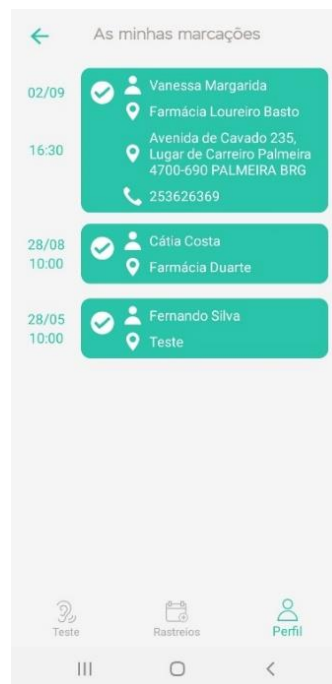 As minhas marcações
02/09
Vanessa Margarida
Farmácia Loureiro Basto
16:30
Avenida de Cavado 235,
Lugar de Carreiro Palmeira
4700-690 PALMEIRA BRG
253626369
28/08
10:00
Cátia Costa
Farmácia Duarte
28/05
10:00
Fernando Silva
Teste
Teste
Rastreios
Perfil